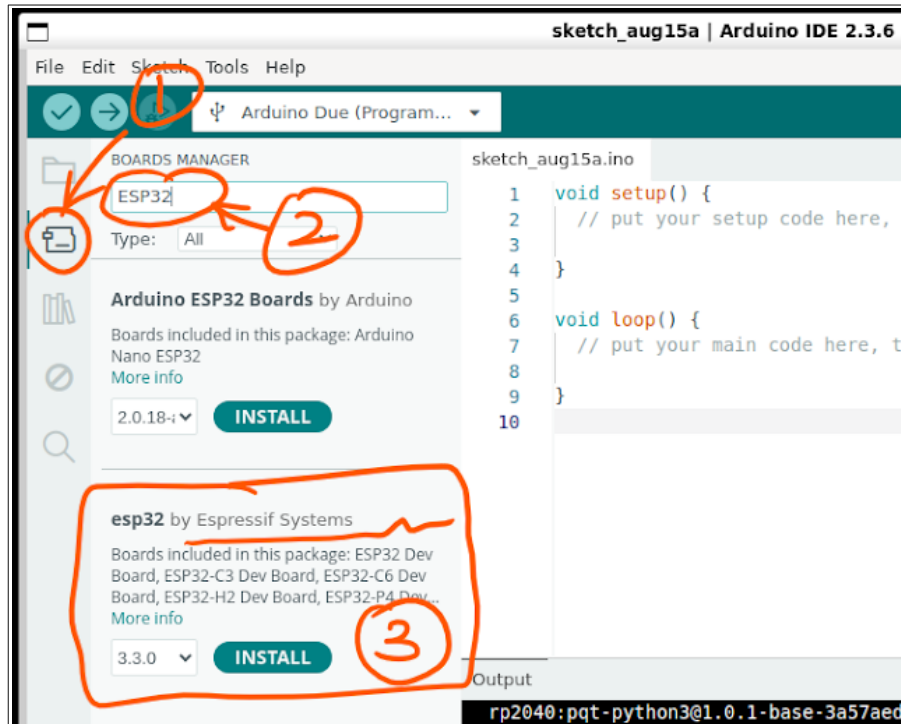 sketch_aug15a | Arduino IDE 2.3.6
File Edit Sketch Tools Help
1
Arduino Due (Program...
BOARDS MANAGER
ESP32
2
Type: All
Arduino ESP32 Boards by Arduino
Boards included in this package: Arduino
Nano ESP32
More info
2.0.18-
INSTALL
esp32 by Espressif Systems
Boards included in this package: ESP32 Dev
Board, ESP32-C3 Dev Board, ESP32-C6 Dev
Board, ESP32-H2 Dev Board, ESP32-P4 Dev...
More info
3
3.3.0
INSTALL
sketch_aug15a.ino
1 void setup() {
2 // put your setup code here,
3
4 }
5
6 void loop() {
7 // put your main code here, t
8
9 }
10
Output
rp2040:pqt-python3@1.0.1-base-3a57aed